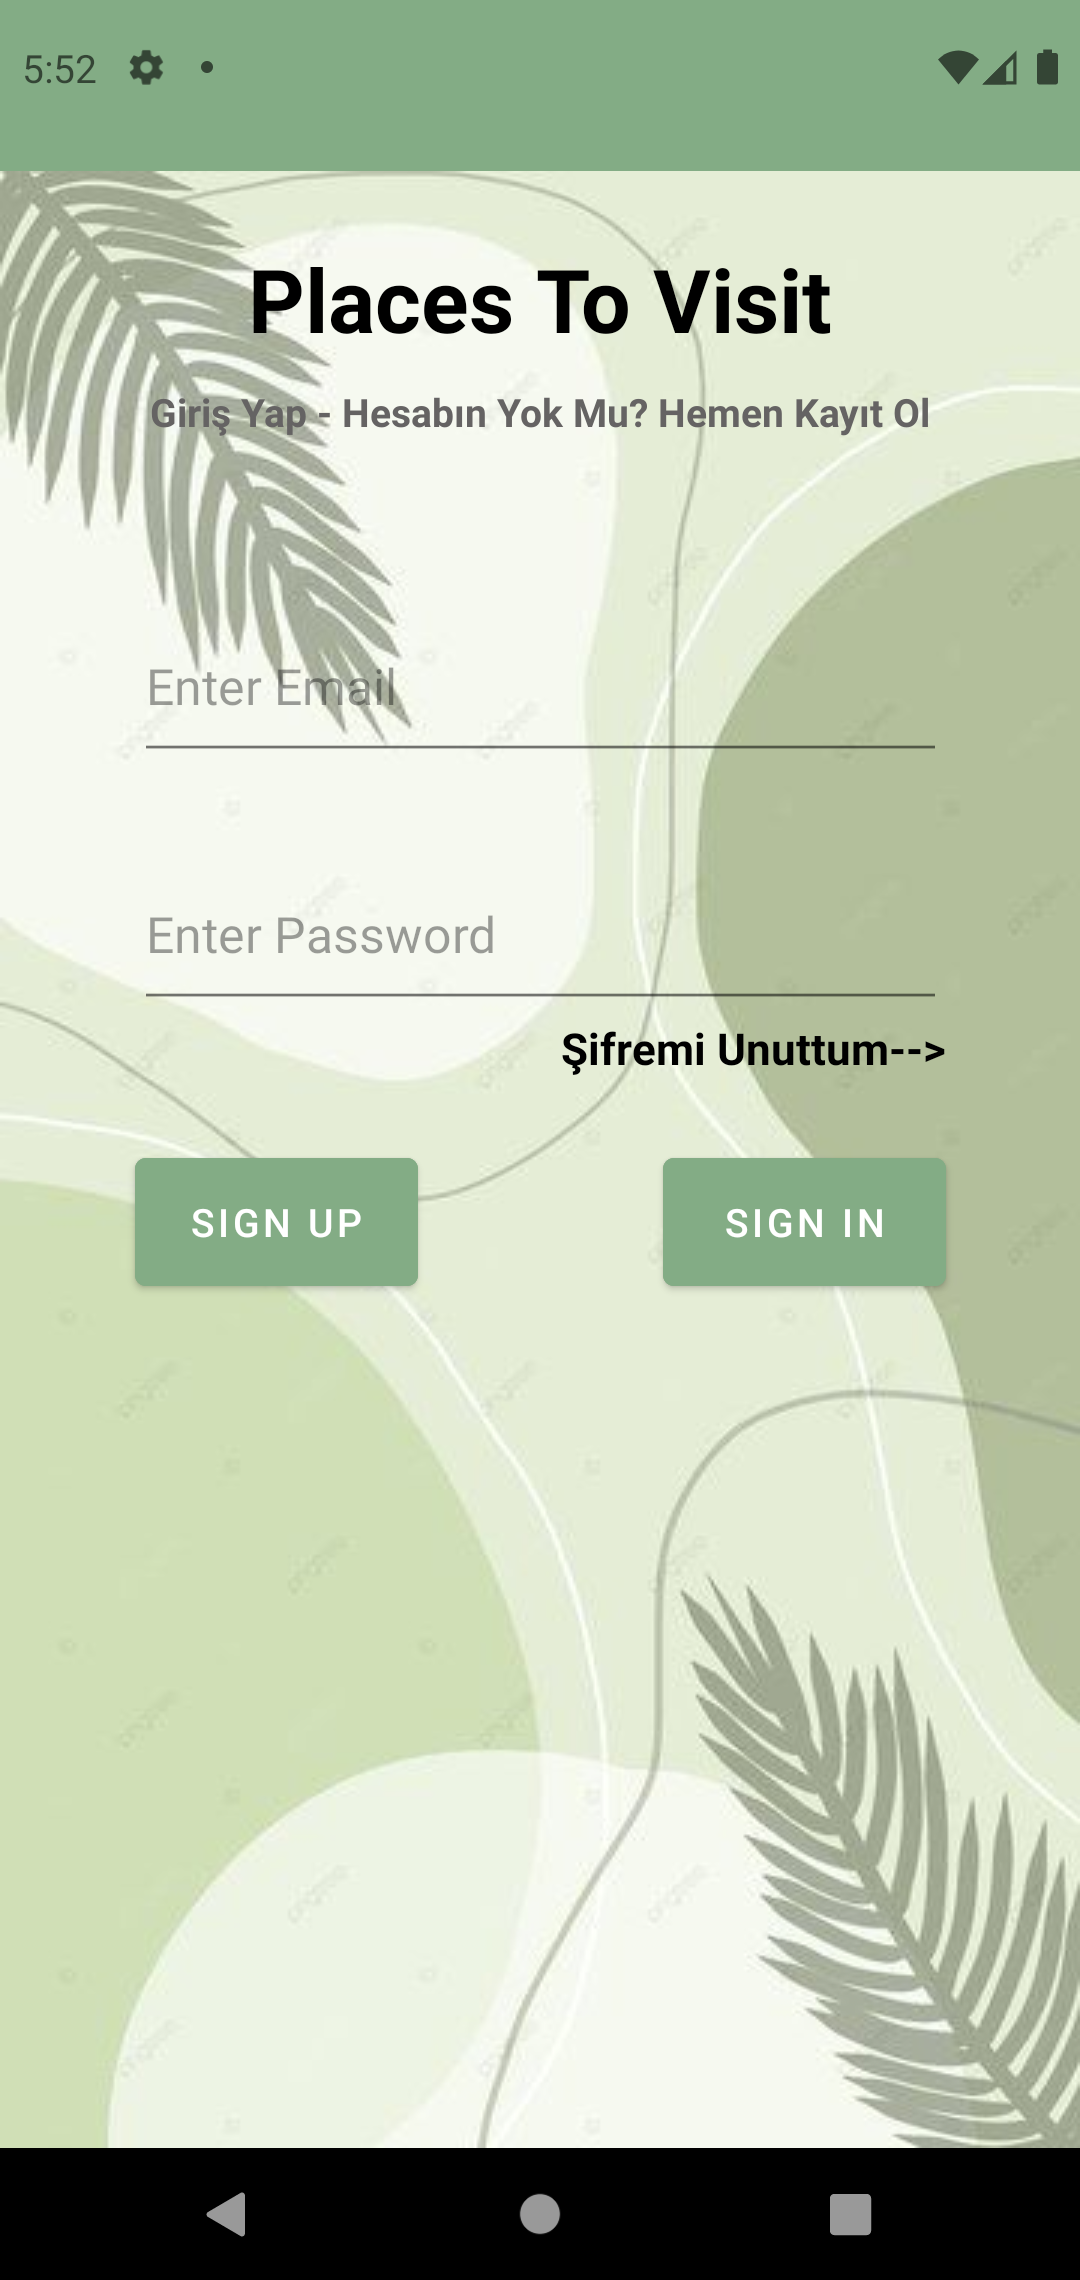 5:52
Places To Visit
Giriş Yap - Hesabın Yok Mu? Hemen Kayıt Ol
Enter Email
Enter Password
Şifremi Unuttum-->
SIGN UP
SIGN IN